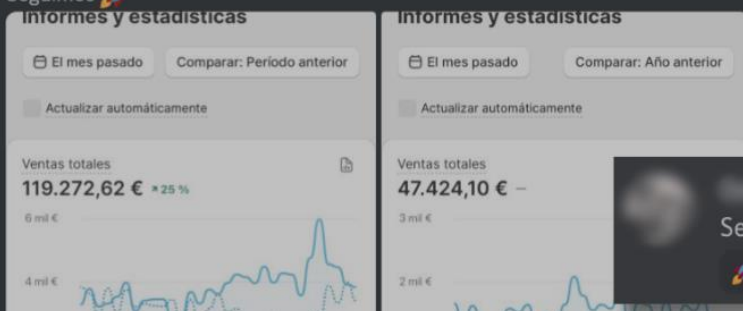 Informes y estadísticas
El mes pasado
Comparar: Período anterior
Actualizar automáticamente
Ventas totales
119.272,62 € ↗ 25 %
6 mil €
4 mil €
Informes y estadísticas
El mes pasado
Comparar: Año anterior
Actualizar automáticamente
Ventas totales
47.424,10 € –
3 mil €
2 mil €
Se